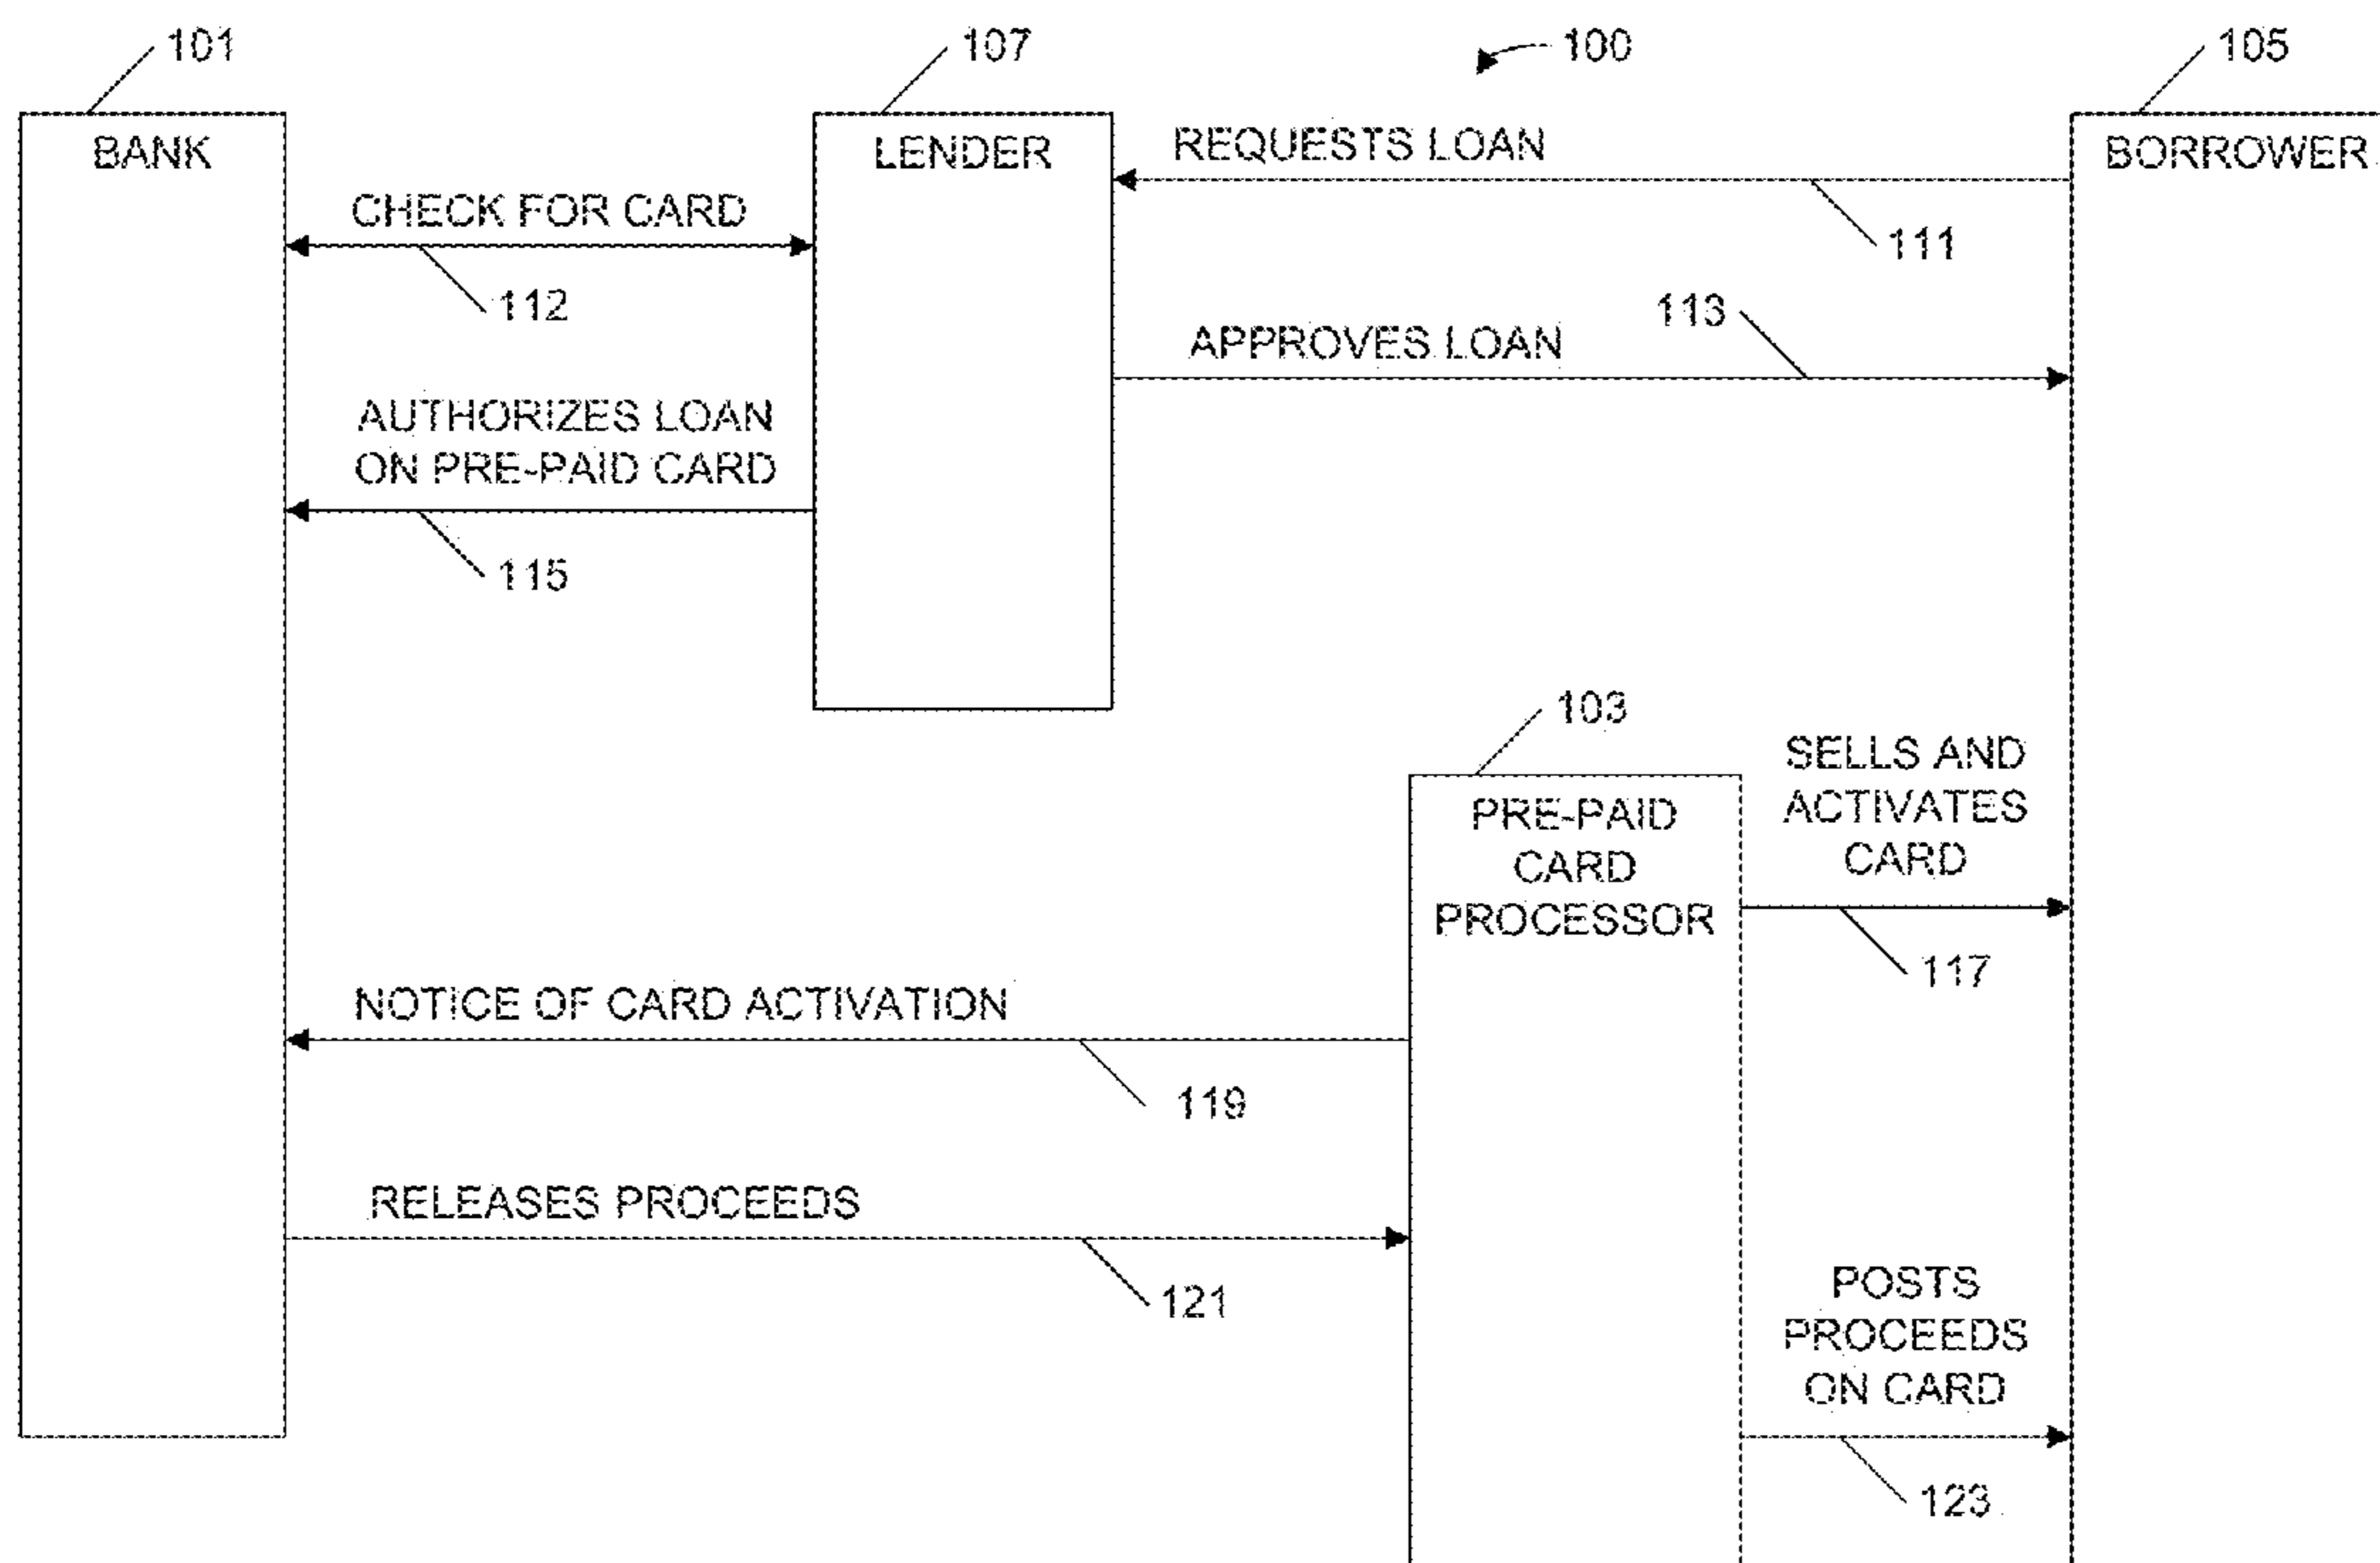 101
107
100
105
BANK
LENDER
REQUESTS LOAN
BORROWER
CHECK FOR CARD
111
112
113
APPROVES LOAN
AUTHORIZES LOAN
ON PRE-PAID CARD
115
103
SELLS AND
ACTIVATES
CARD
PRE-PAID
CARD
PROCESSOR
117
NOTICE OF CARD ACTIVATION
119
RELEASES PROCEEDS
121
POSTS
PROCEEDS
ON CARD
123